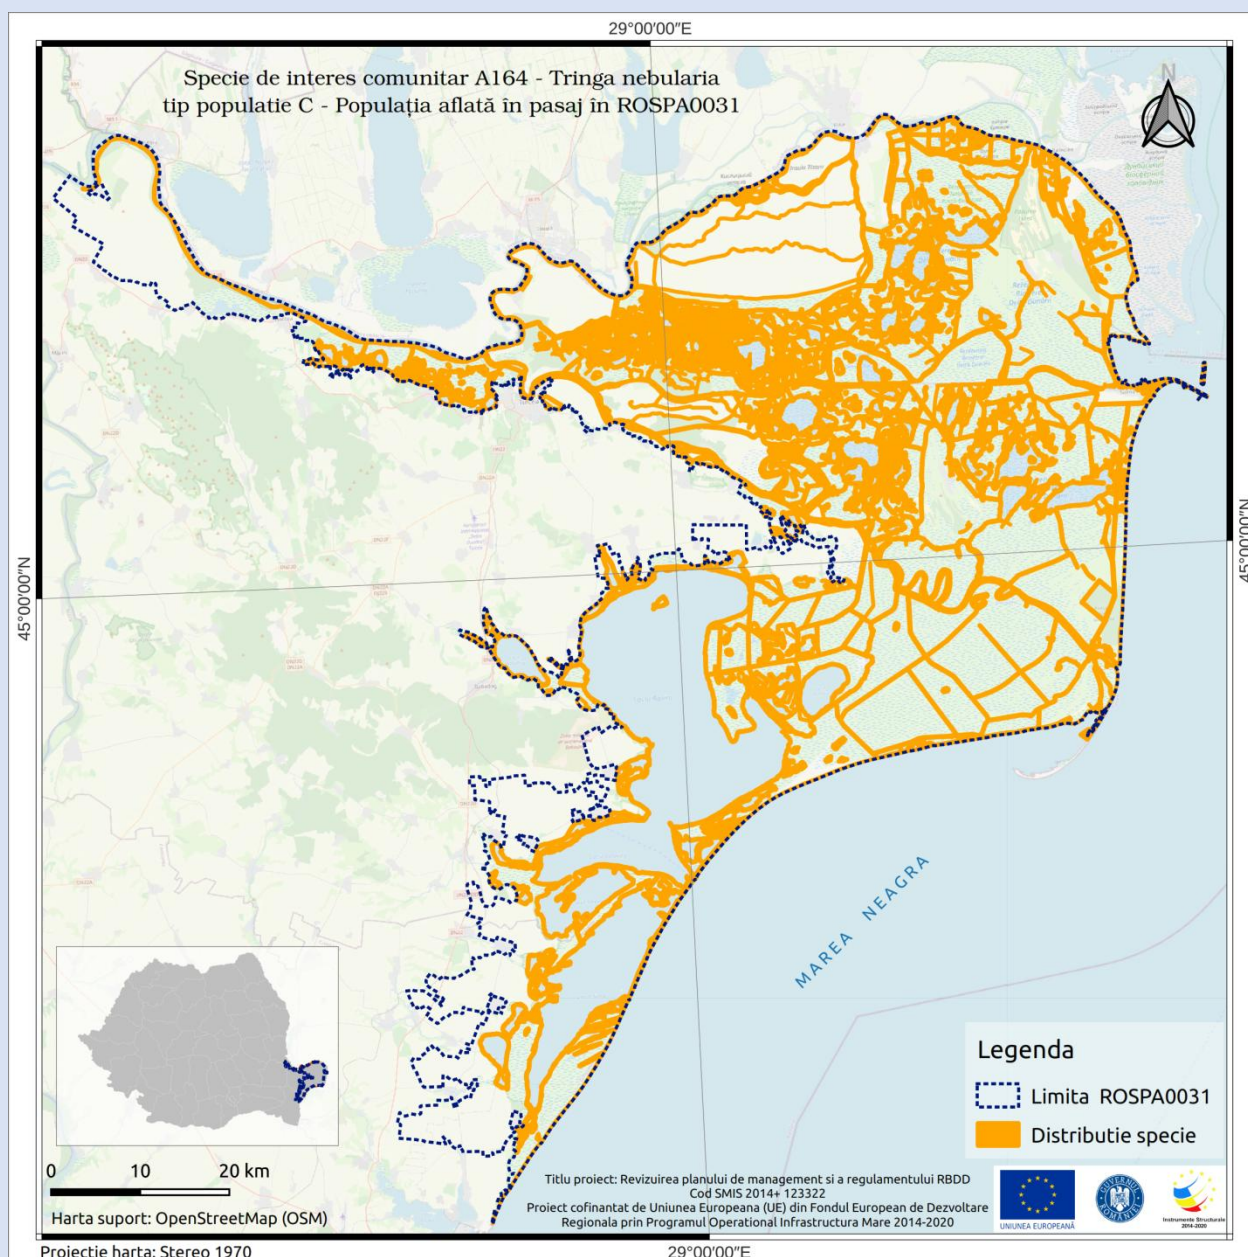 29°00′00″E
Specie de interes comunitar A164 - Tringa nebularia
tip populatie C - Populația aflată în pasaj în ROSPA0031
N
45°00′00″N
45°00′00″N
MAREA NEAGRA
Legenda
Limita ROSPA0031
Distributie specie
0 10 20 km
Harta suport: OpenStreetMap (OSM)
Titlu proiect: Revizuirea planului de management si a regulamentului RBDD
Cod SMIS 2014+ 123322
Proiect cofinantat de Uniunea Europeana (UE) din Fondul European de Dezvoltare
Regionala prin Programul Operational Infrastructura Mare 2014-2020
UNIUNEA EUROPEANĂ
GUVERNUL ROMÂNIEI
Instrumente Structurale
2014-2020
Proiectie harta: Stereo 1970
29°00′00″E